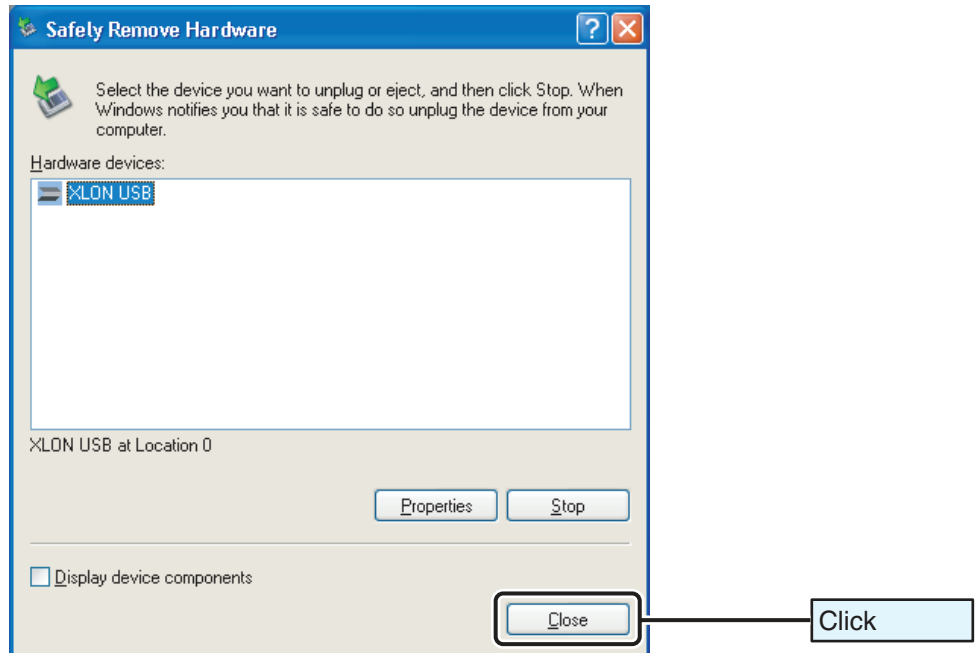 Safely Remove Hardware
Select the device you want to unplug or eject, and then click Stop. When
Windows notifies you that it is safe to do so unplug the device from your
computer.
Hardware devices:
XLON USB
XLON USB at Location 0
Properties
Stop
Display device components
Close
Click